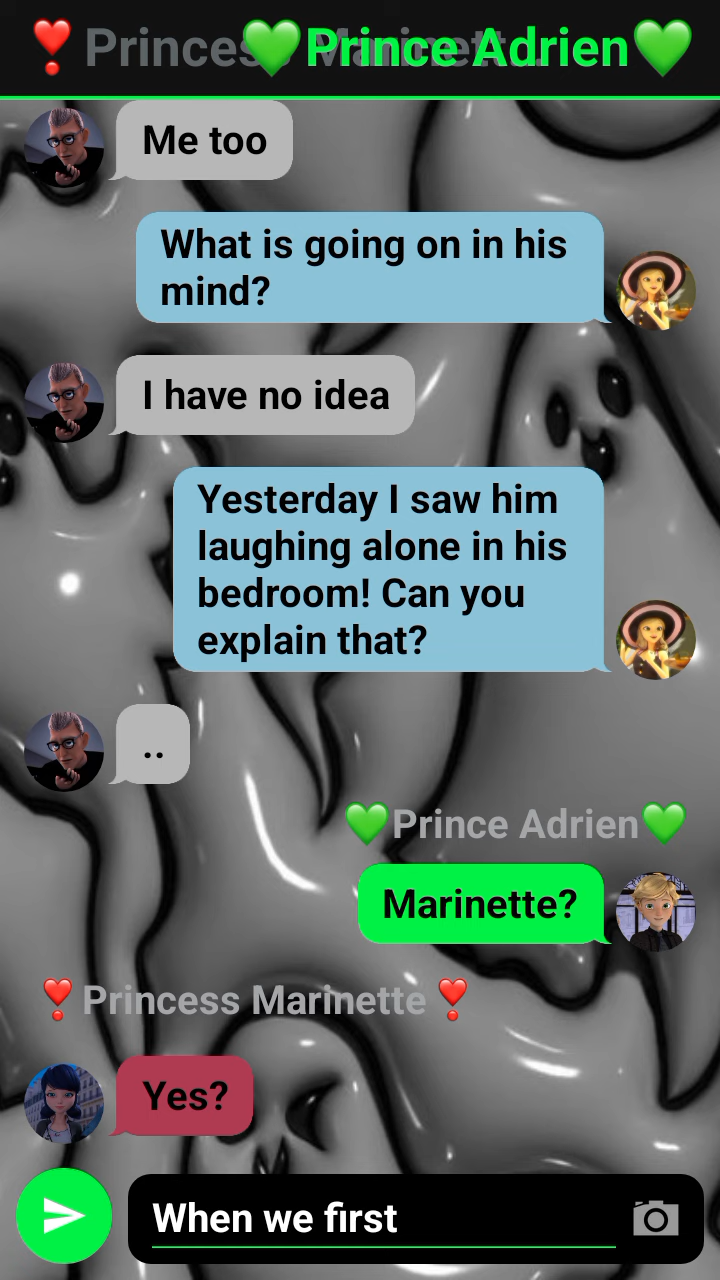 ❣️Princess Marinett
💚Prince Adrien💚
Me too
What is going on in his
mind?
I have no idea
Yesterday I saw him
laughing alone in his
bedroom! Can you
explain that?
..
💚Prince Adrien💚
Marinette?
❣️Princess Marinette❣️
Yes?
When we first